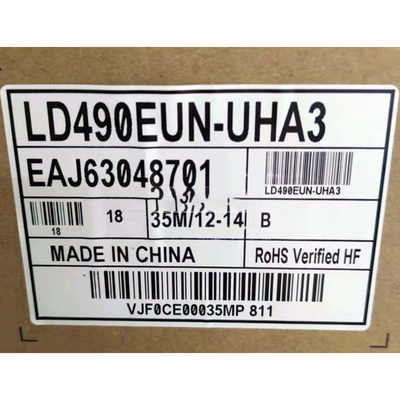 LD490EUN-UHA3
EAJ63048701
LD490EUN-UHA3
18
18
35M/12-14
B
MADE IN CHINA
RoHS Verified HF
VJF0CE00035MP 811